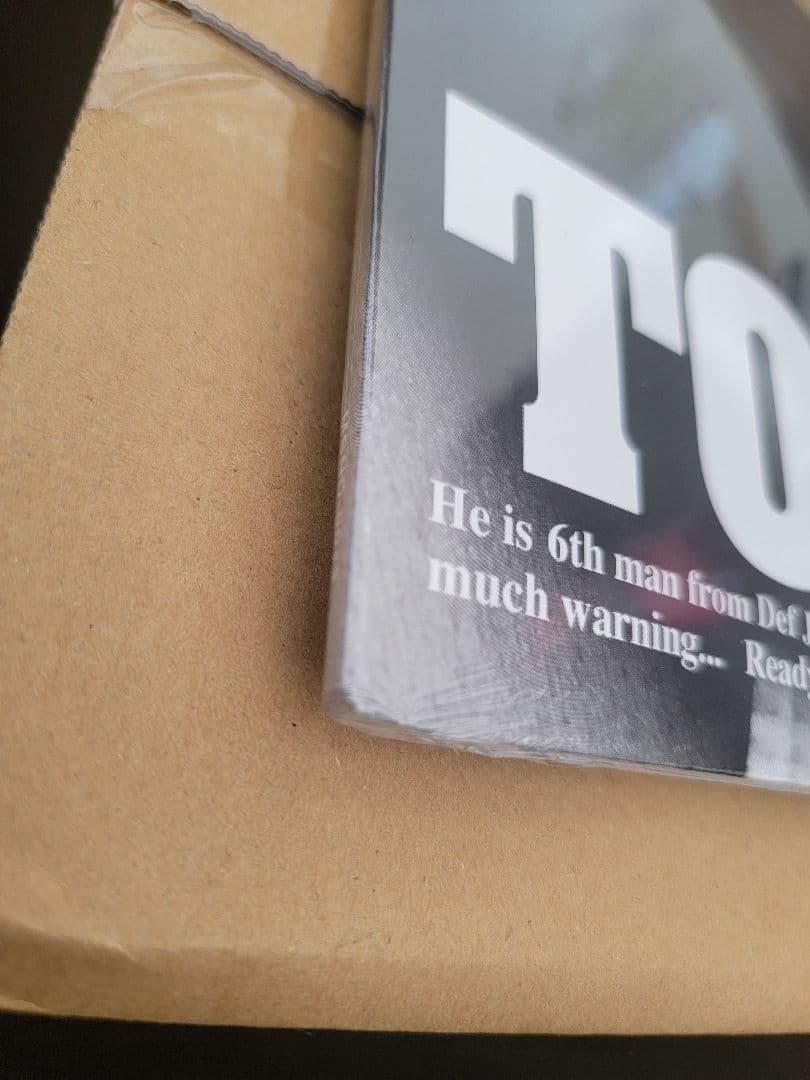 TO
He is 6th man from Def
much warning... Ready